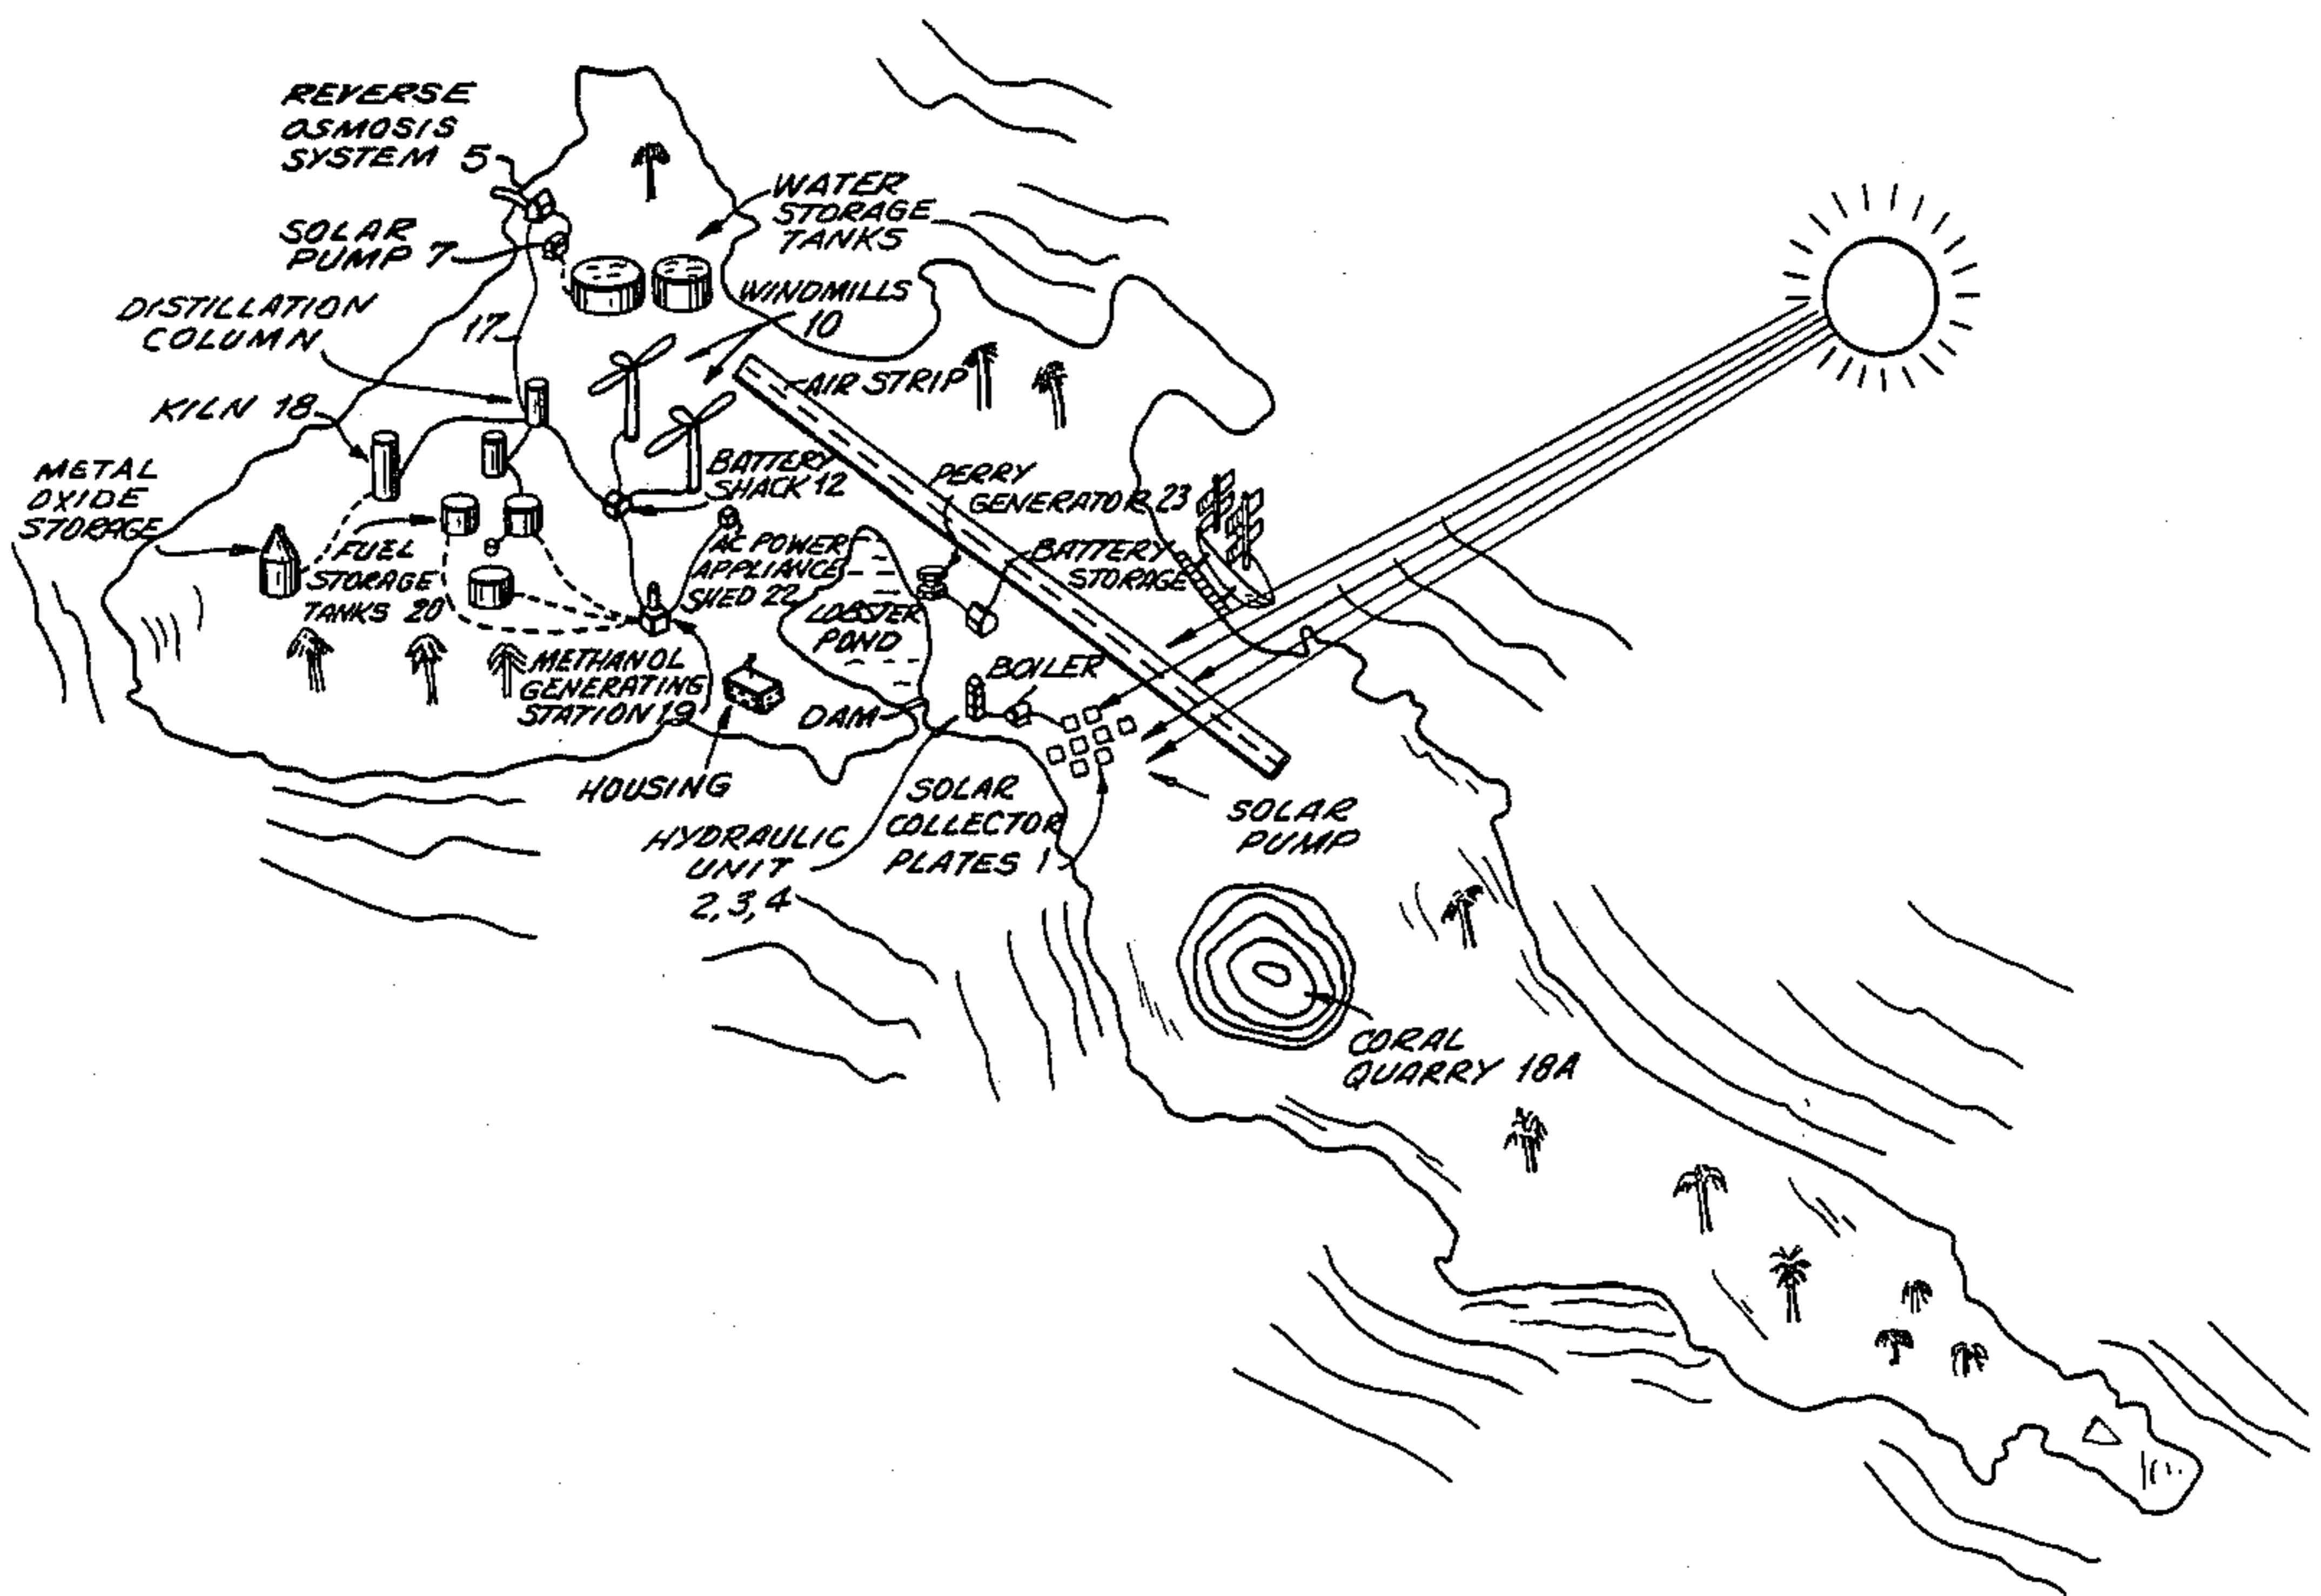 REVERSE
OSMOSIS
SYSTEM 5
SOLAR
PUMP 7
WATER
STORAGE
TANKS
DISTILLATION
COLUMN
17
WINDMILLS
10
KILN 18
AIR STRIP
METAL
OXIDE
STORAGE
BATTERY
SHACK 12
PERRY
GENERATOR 23
FUEL
STORAGE
TANKS 20
AC POWER
APPLIANCE
SHED 22
BATTERY
STORAGE
LOBSTER
POND
METHANOL
GENERATING
STATION 19
BOILER
DAM
HOUSING
HYDRAULIC
UNIT
2,3,4
SOLAR
COLLECTOR
PLATES 1
SOLAR
PUMP
CORAL
QUARRY 18A